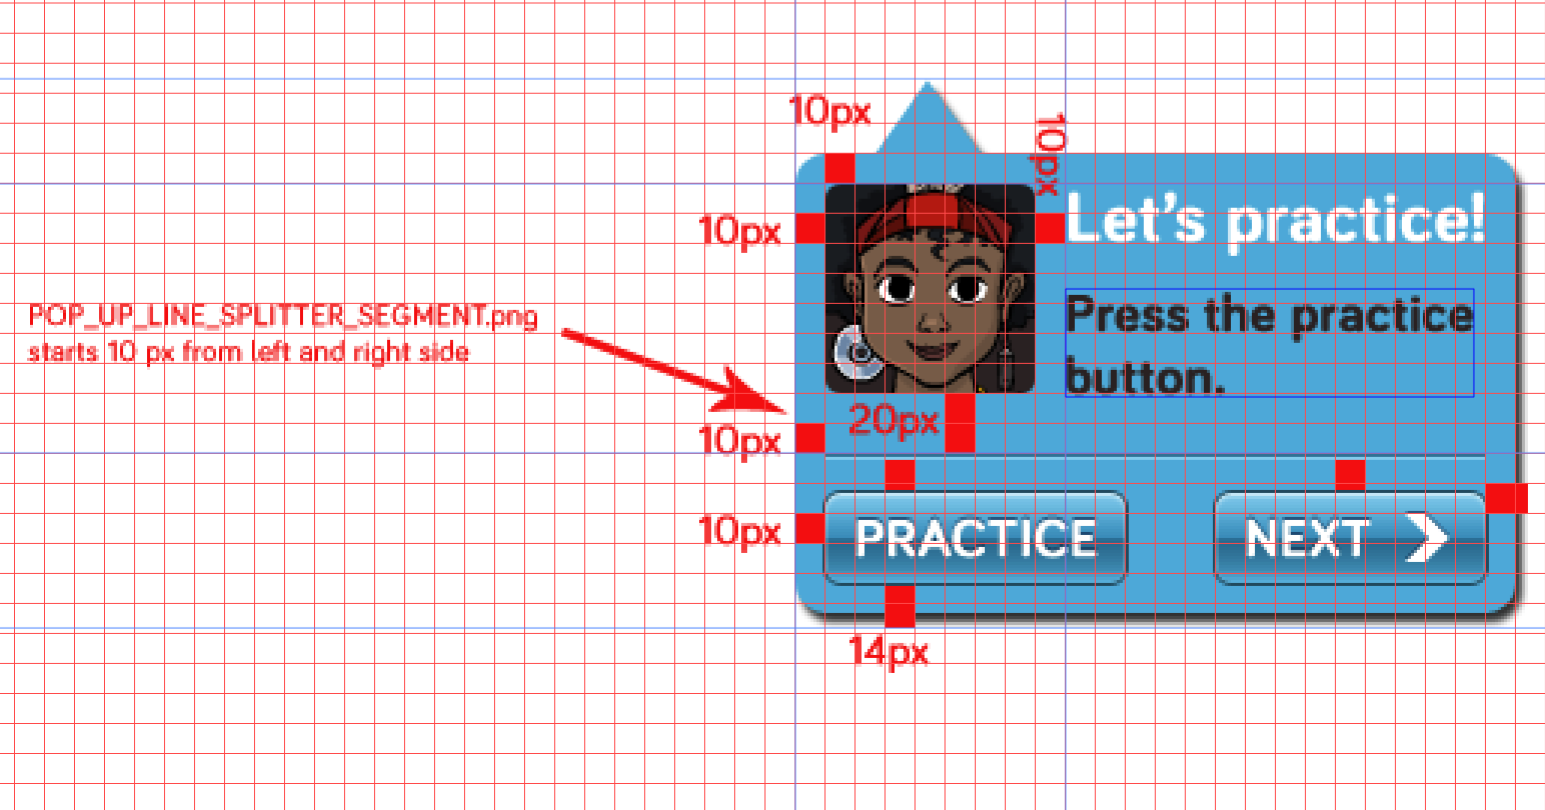 10px
10px
10px
Let's practice!
POP_UP_LINE_SPLITTER_SEGMENT.png
starts 10 px from left and right side
Press the practice
button.
20px
10px
10px
PRACTICE
NEXT
14px